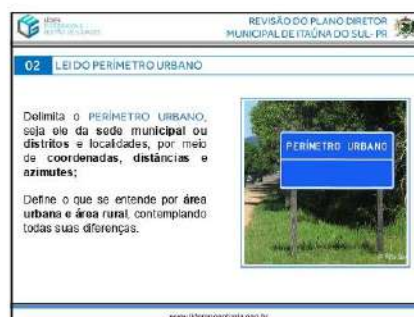 REVISÃO DO PLANO DIRETOR
MUNICIPAL DE ITAÚNA DO SUL- PR
02 LEI DO PERÍMETRO URBANO
Delimita o PERÍMETRO URBANO,
seja ele da sede municipal ou
distritos e localidades, por meio
de coordenadas, distâncias e
azimutes;
Define o que se entende por área
urbana e área rural, contemplando
todas suas diferenças.
PERÍMETRO URBANO